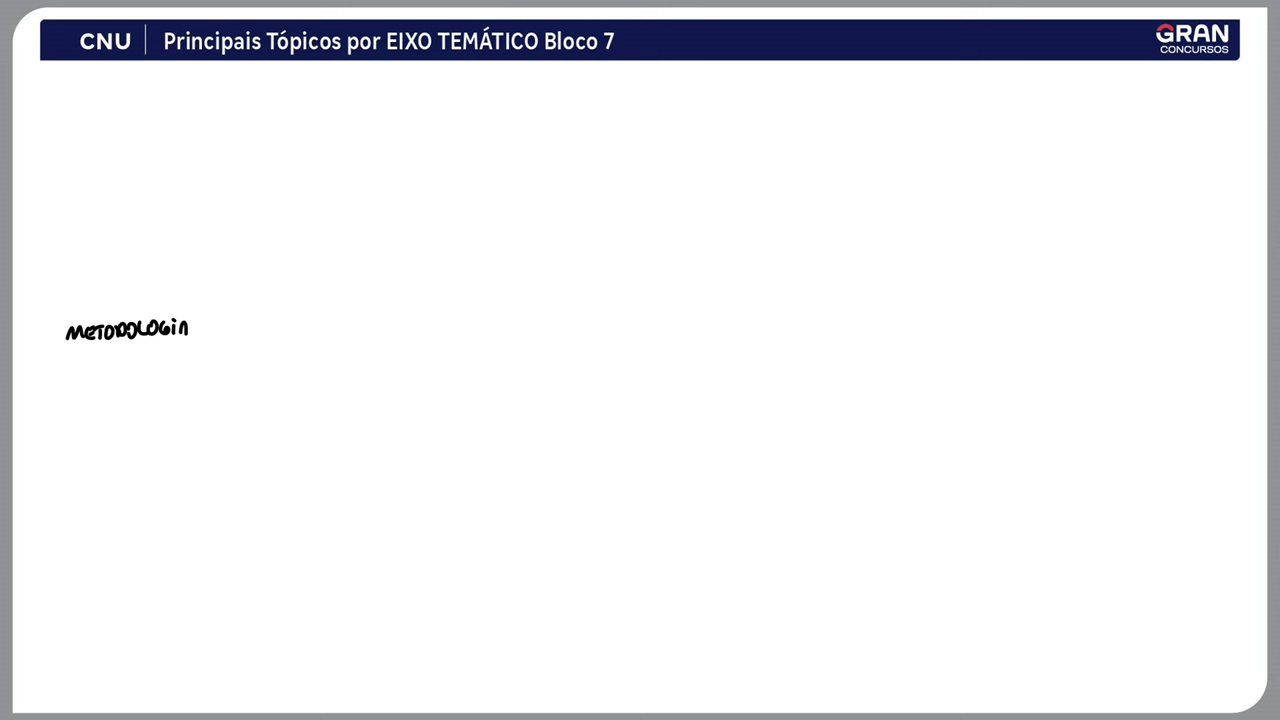 CNU Principais Tópicos por EIXO TEMÁTICO Bloco 7
GRAN
CONCURSOS
METODOLOGIA